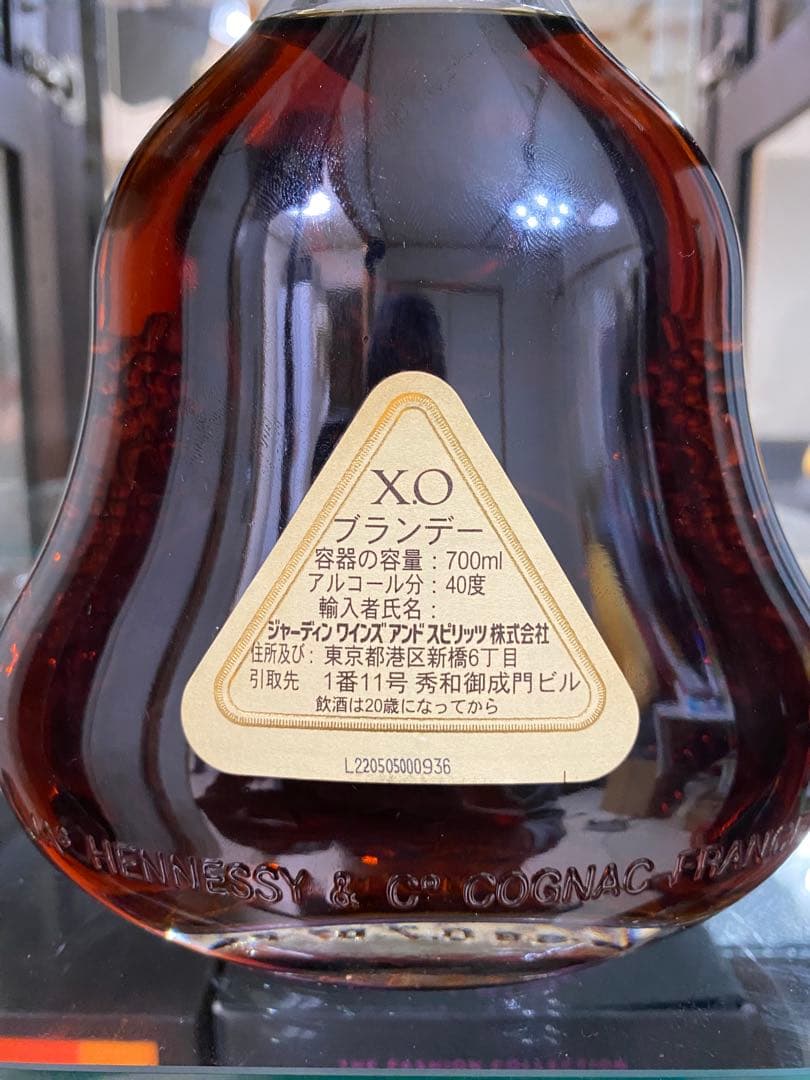 X.O
ブランデー
容器の容量：700ml
アルコール分：40度
輸入者氏名：
ジャーディン ワインズ アンド スピリッツ 株式会社
住所及び： 東京都港区新橋6丁目
引取先 1番11号 秀和御成門ビル
飲酒は20歳になってから
L220505000936
HENNESSY & Cº COGNAC FRANCE